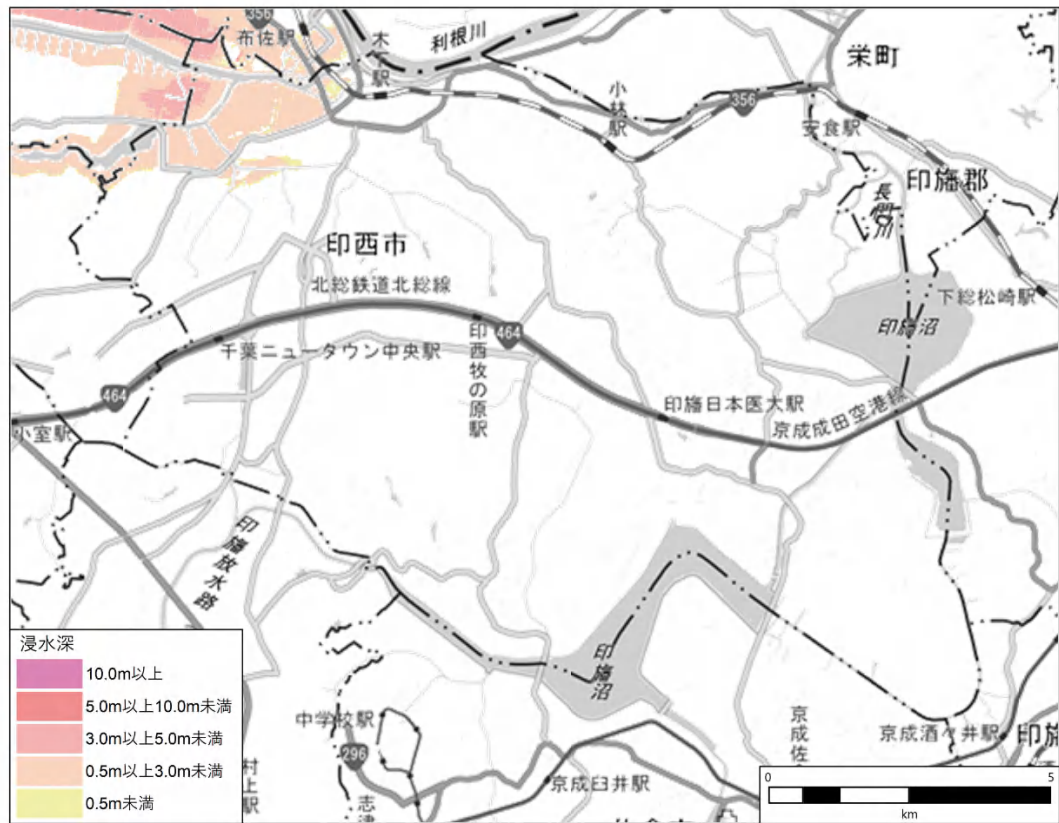 356
布佐駅
木下駅
利根川
栄町
小林駅
356
安食駅
印旛郡
長門川
印西市
北総鉄道北総線
下総松崎駅
印旛沼
千葉ニュータウン中央駅
印西牧の原駅
464
464
印旛日本医大駅
京成成田空港線
小室駅
印旛放水路
印旛沼
浸水深
10.0m以上
5.0m以上10.0m未満
3.0m以上5.0m未満
0.5m以上3.0m未満
0.5m未満
中学校駅
296
村上駅
志津
京成臼井駅
京成佐
京成酒々井駅
印旛
0
5
km